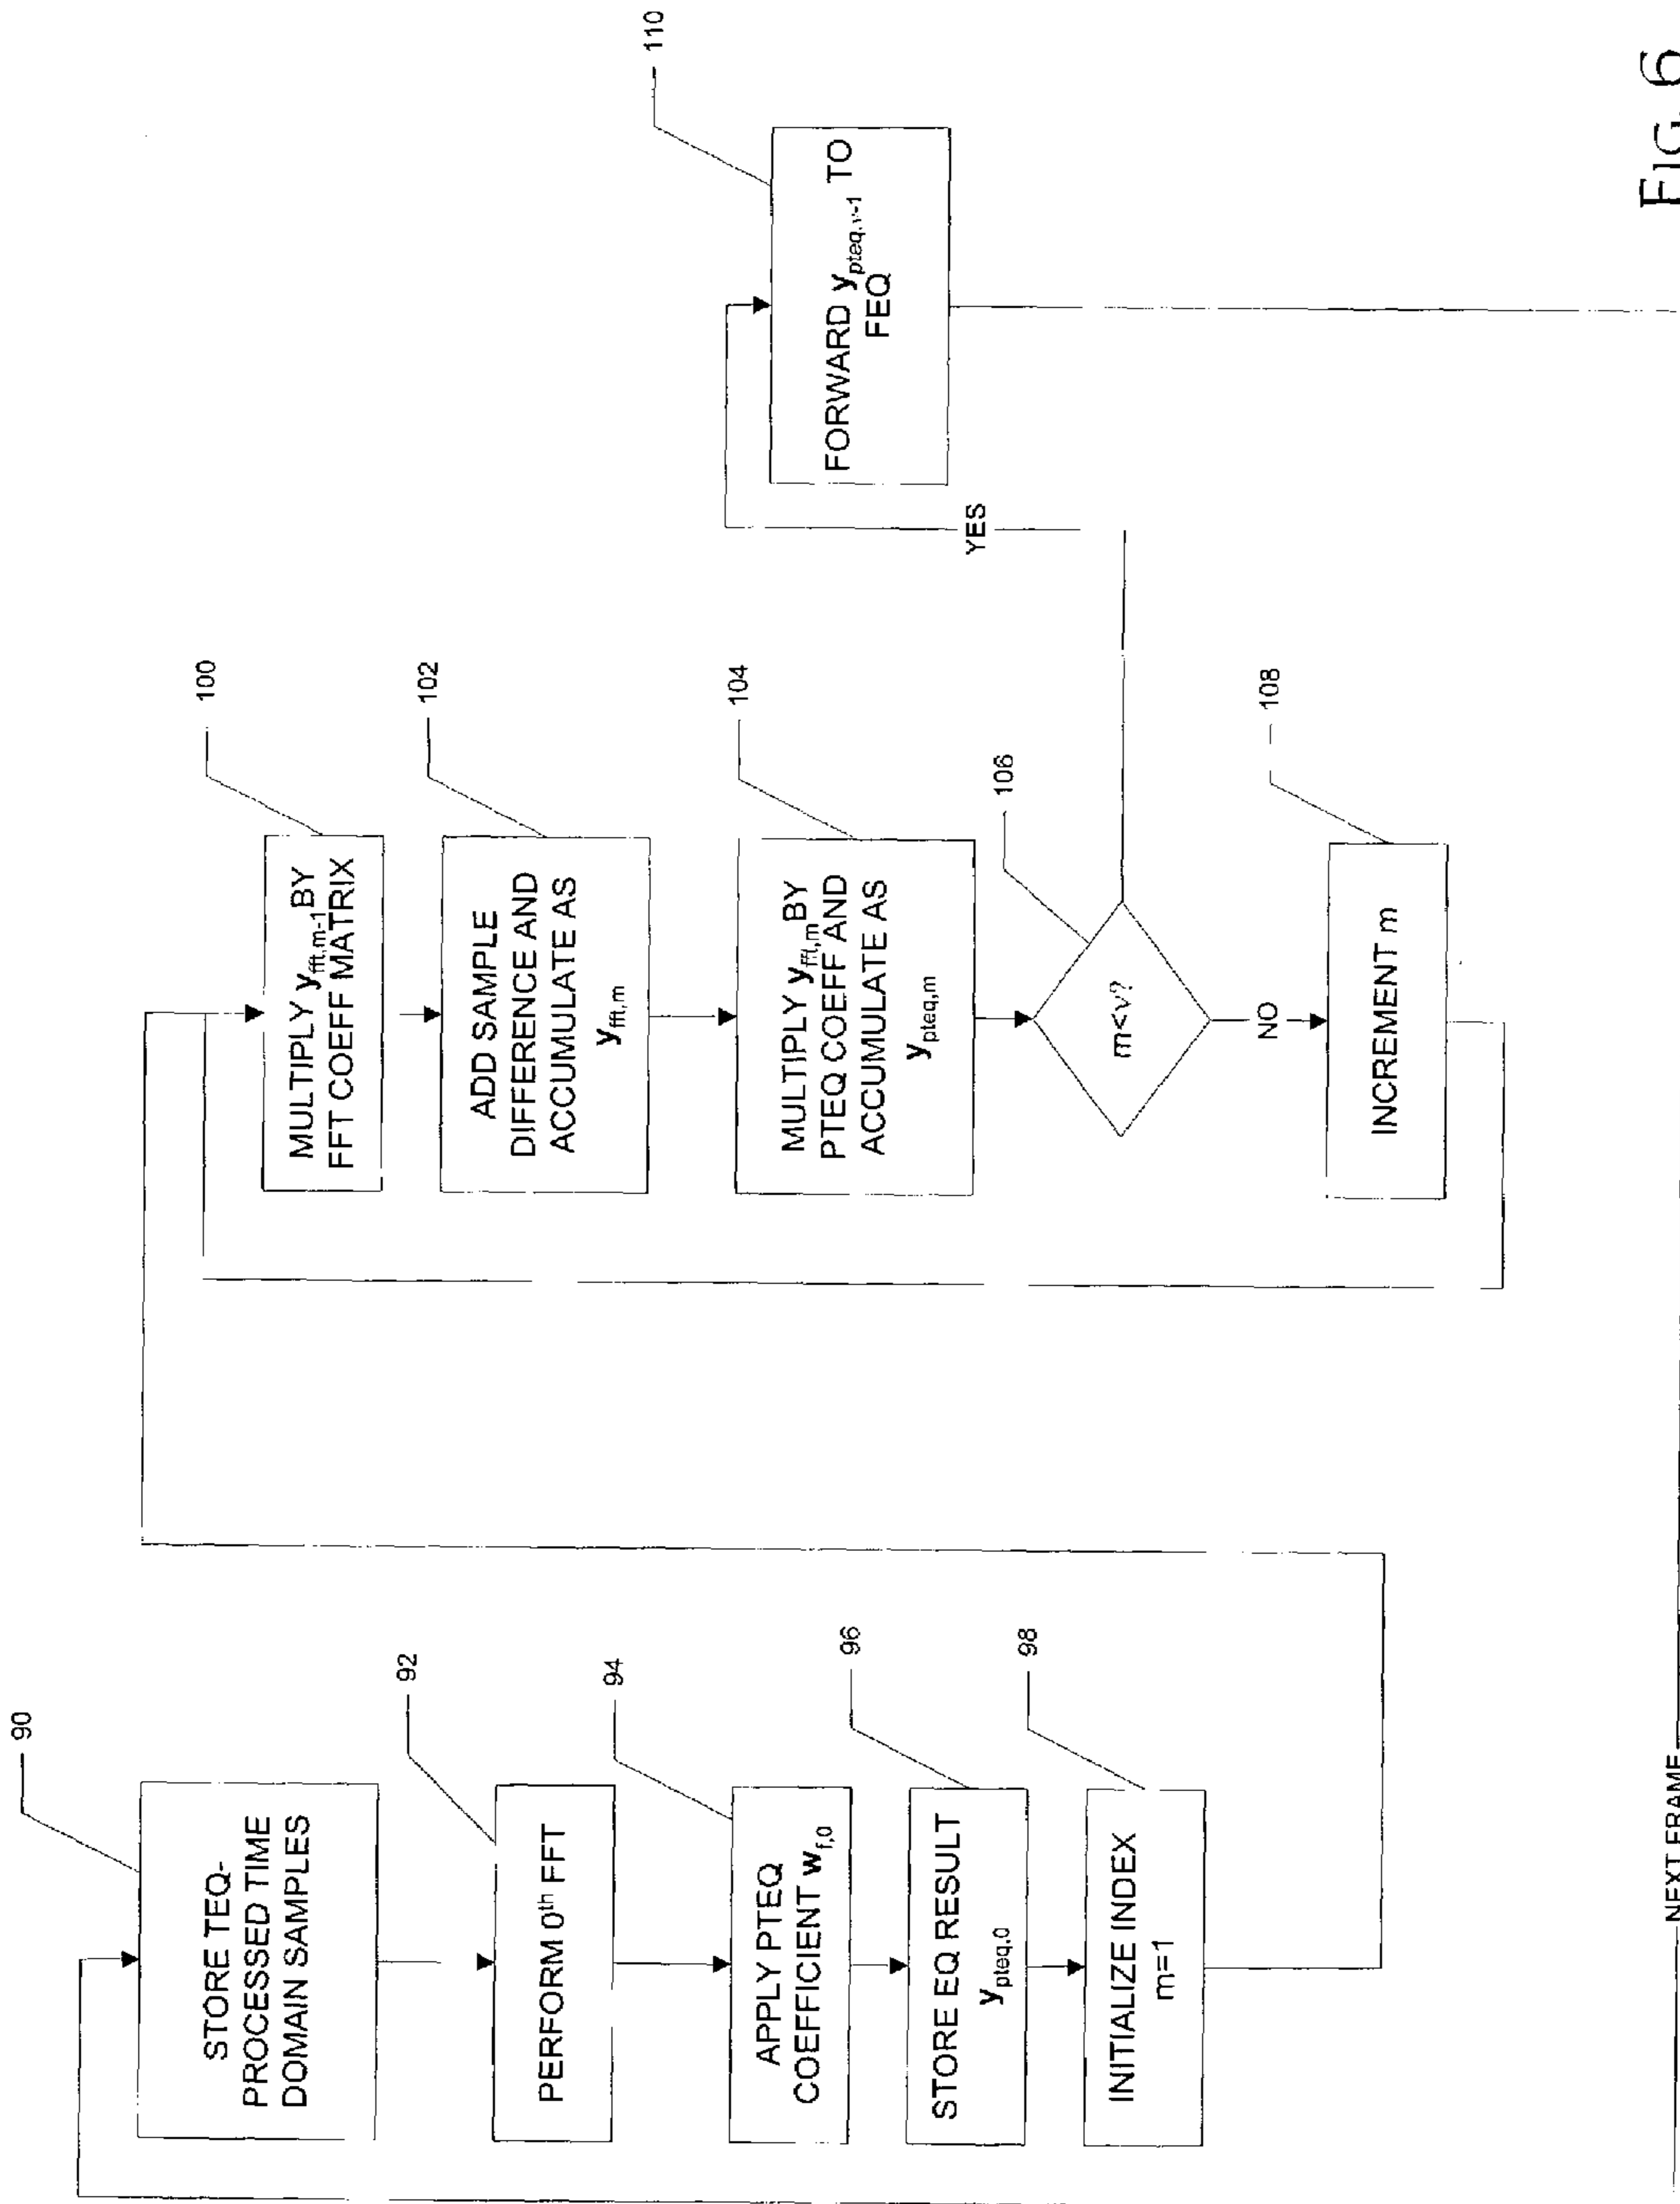 90
STORE TEQ-
PROCESSED TIME
DOMAIN SAMPLES
92
PERFORM 0th FFT
94
APPLY PTEQ
COEFFICIENT wf,0
96
STORE EQ RESULT
ypteq,0
98
INITIALIZE INDEX
m=1
100
MULTIPLY yfft,m-1 BY
FFT COEFF MATRIX
102
ADD SAMPLE
DIFFERENCE AND
ACCUMULATE AS
yfft,m
104
MULTIPLY yfft,m BY
PTEQ COEFF AND
ACCUMULATE AS
ypteq,m
106
m<v?
YES
NO
108
INCREMENT m
110
FORWARD ypteq,v-1 TO
FEQ
NEXT FRAME
FIG. 6